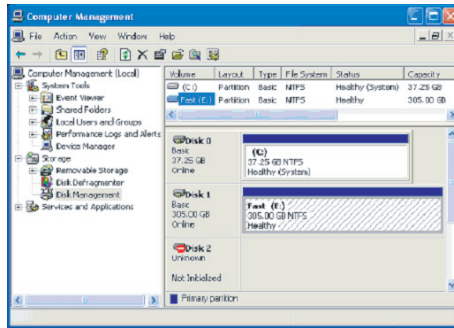 Computer Management
File Action View Window Help
Computer Management (Local)
System Tools
Event Viewer
Shared Folders
Local Users and Groups
Performance Logs and Alerts
Device Manager
Storage
Removable Storage
Disk Defragmenter
Disk Management
Services and Applications
Volume Layout Type File System Status Capacity
(C:) Partition Basic NTFS Healthy (System) 37.25 GB
Fast (E:) Partition Basic NTFS Healthy 305.00 GB
Disk 0
Basic
37.25 GB
Online
(C:)
37.25 GB NTFS
Healthy (System)
Disk 1
Basic
305.00 GB
Online
Fast (E:)
305.00 GB NTFS
Healthy
Disk 2
Unknown
Not Initialized
Primary partition